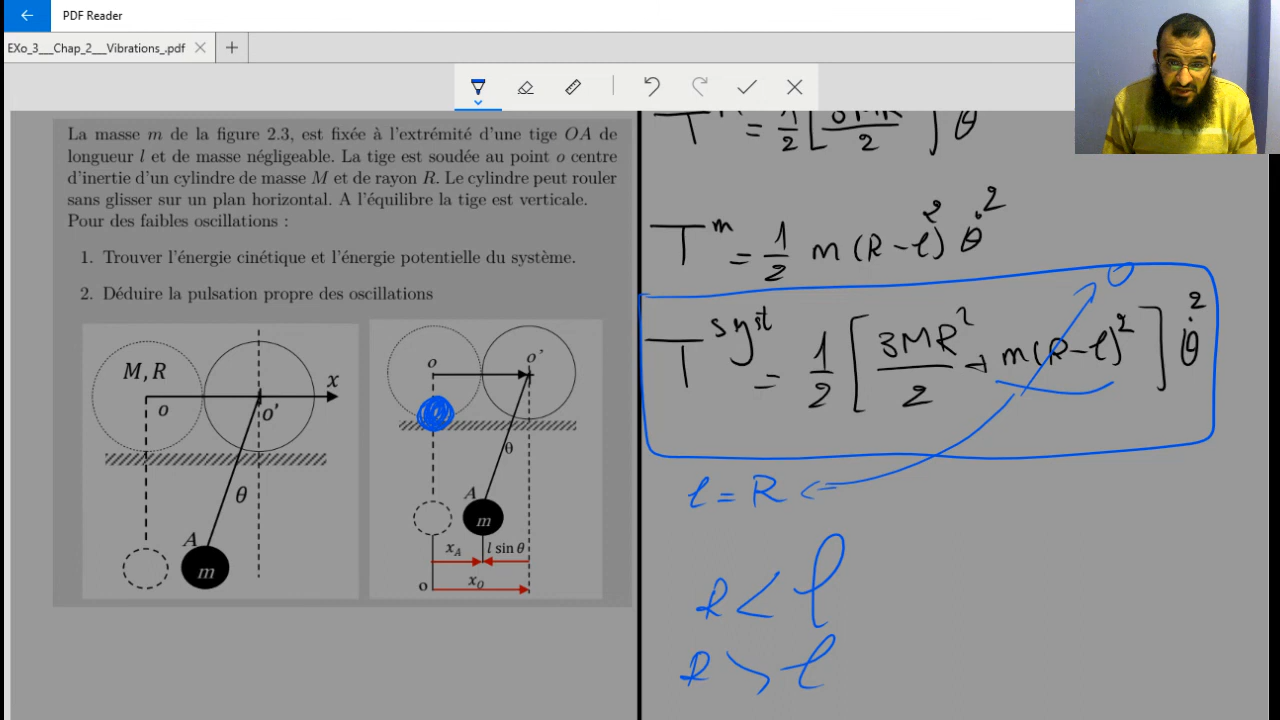 PDF Reader
EXo_3___Chap_2___Vibrations_.pdf
La masse m de la figure 2.3, est fixée à l'extrémité d'une tige OA de
longueur l et de masse négligeable. La tige est soudée au point o centre
d'inertie d'un cylindre de masse M et de rayon R. Le cylindre peut rouler
sans glisser sur un plan horizontal. A l'équilibre la tige est verticale.
Pour des faibles oscillations :
1. Trouver l'énergie cinétique et l'énergie potentielle du système.
2. Déduire la pulsation propre des oscillations
M, R
o
o'
x
θ
A
m
o
o'
θ
A
m
x_A
l sin θ
o
x_O
T^m = 1/2 m (R - l)^2 θ̇^2
T^syst = 1/2 [ 3MR^2/2 + m(R - l)^2 ] θ̇^2
0
l = R
R < l
R > l